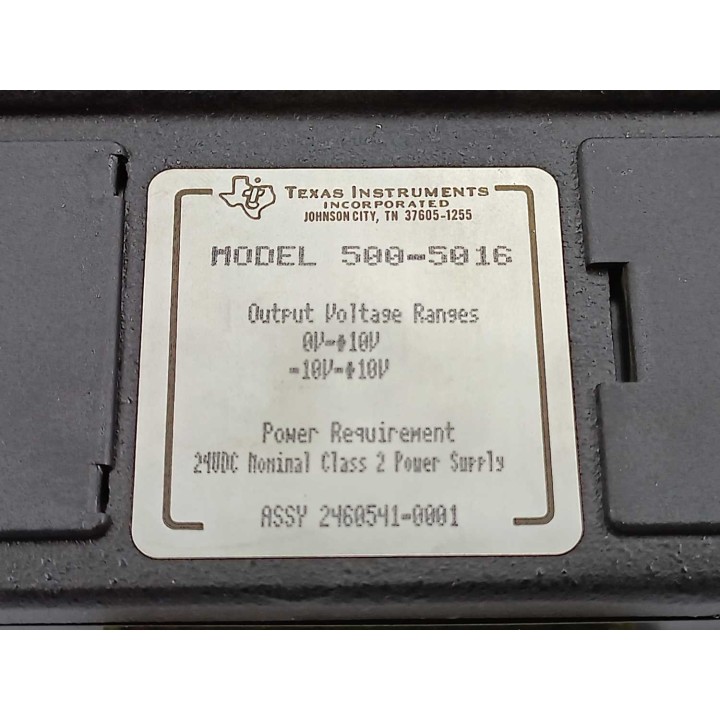 TEXAS INSTRUMENTS
INCORPORATED
JOHNSON CITY, TN 37605-1255
MODEL 500-5016
Output Voltage Ranges
0V-+10V
-10V-+10V
Power Requirement
24VDC Nominal Class 2 Power Supply
ASSY 2460541-0001